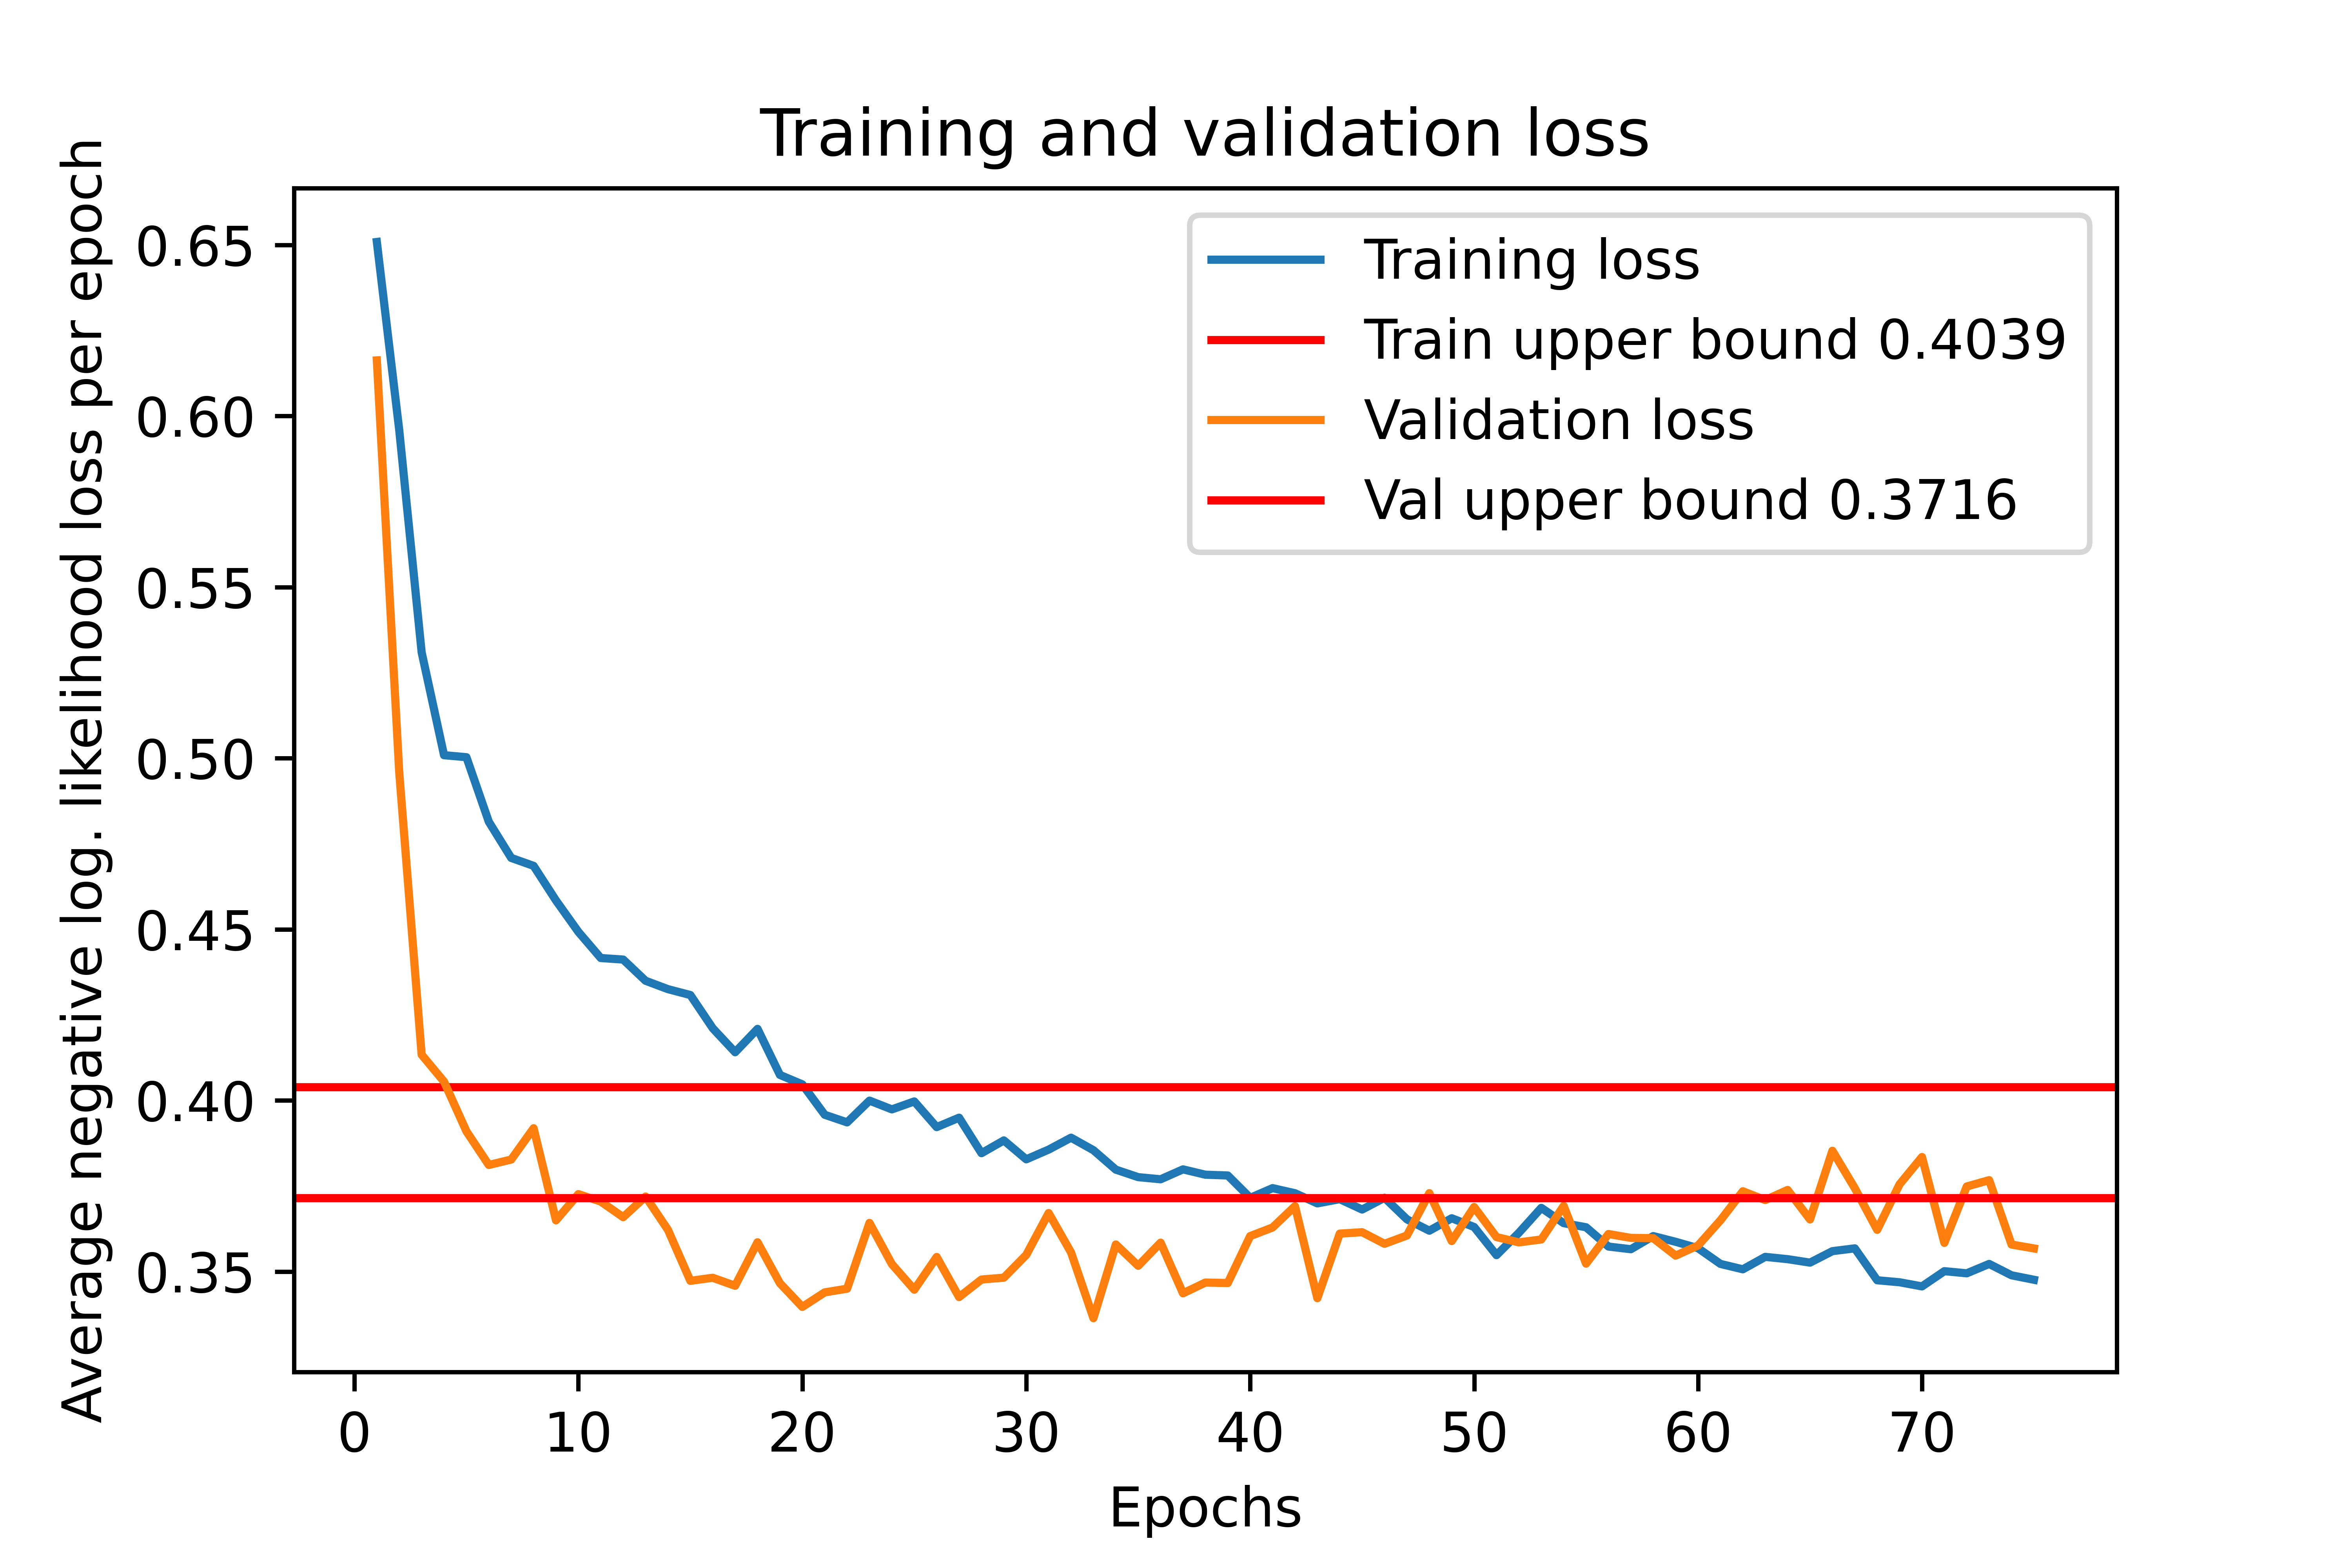 Training and validation loss
Average negative log. likelihood loss per epoch
0.65
0.60
0.55
0.50
0.45
0.40
0.35
Training loss
Train upper bound 0.4039
Validation loss
Val upper bound 0.3716
0 10 20 30 40 50 60 70
Epochs